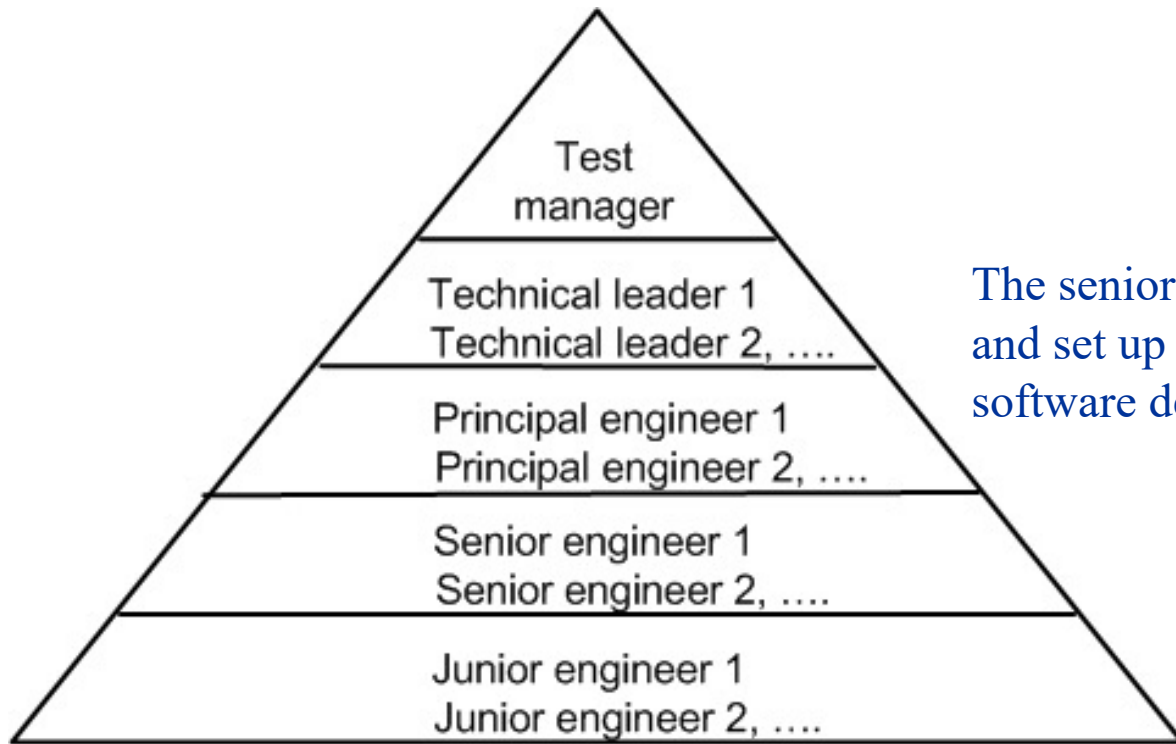 Test
manager
Technical leader 1
Technical leader 2, ....
Principal engineer 1
Principal engineer 2, ....
Senior engineer 1
Senior engineer 2, ....
Junior engineer 1
Junior engineer 2, ....
The senior
and set up
software